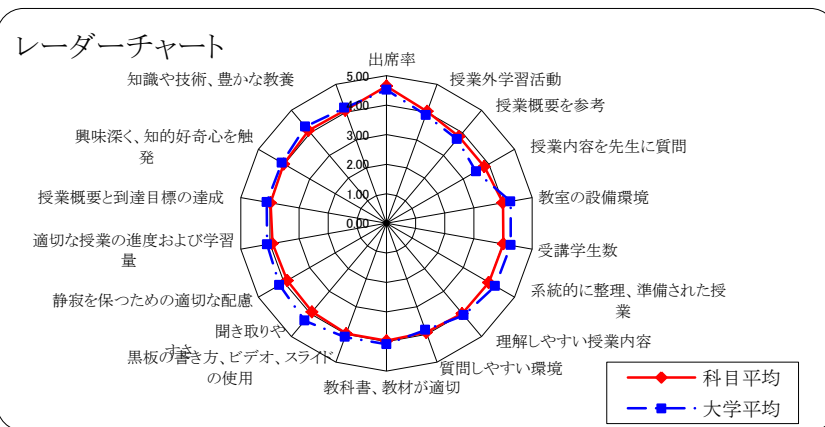 レーダーチャート
出席率
授業外学習活動
授業概要を参考
授業内容を先生に質問
教室の設備環境
受講学生数
系統的に整理、準備された授
業
理解しやすい授業内容
質問しやすい環境
教科書、教材が適切
黒板の書き方、ビデオ、スライド
の使用
聞き取りや
すさ
静寂を保つための適切な配慮
適切な授業の進度および学習
量
授業概要と到達目標の達成
興味深く、知的好奇心を触
発
知識や技術、豊かな教養
5.00
4.00
3.00
2.00
1.00
0.00
科目平均
大学平均